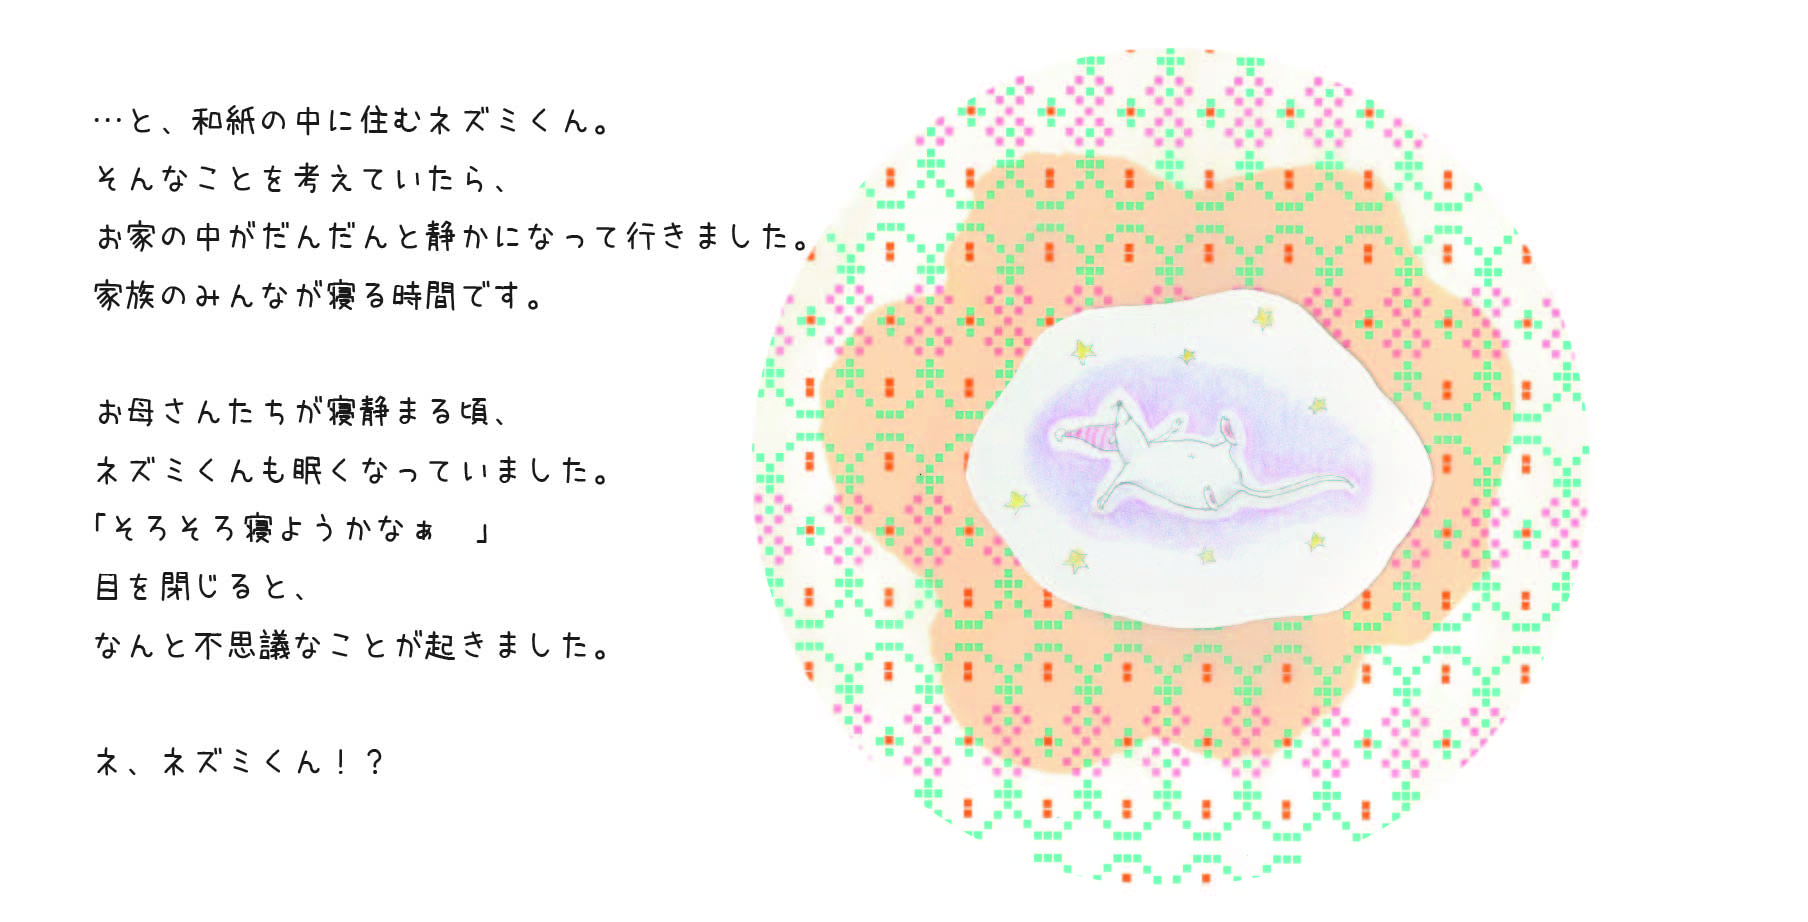 …と、和紙の中に住むネズミくん。
そんなことを考えていたら、
お家の中がだんだんと静かになって行きました。
家族のみんなが寝る時間です。
お母さんたちが寝静まる頃、
ネズミくんも眠くなっていました。
「そろそろ寝ようかなぁ　」
目を閉じると、
なんと不思議なことが起きました。
ネ、ネズミくん！？